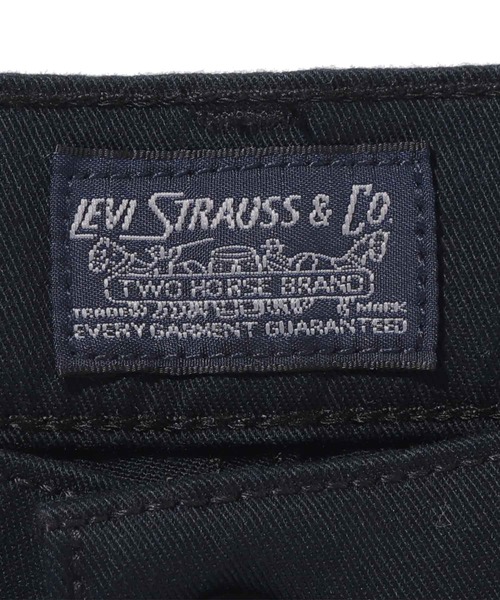 LEVI STRAUSS & CO.
TWO HORSE BRAND
TRADE MARK
EVERY GARMENT GUARANTEED